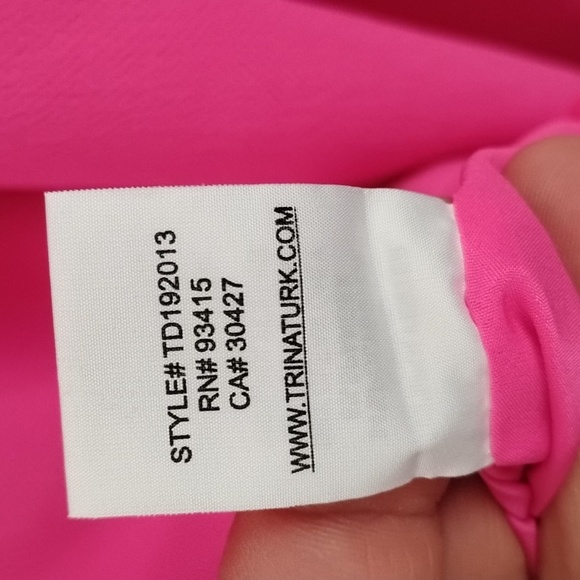 STYLE# TD192013
RN# 93415
CA# 30427
WWW.TRINATURK.COM